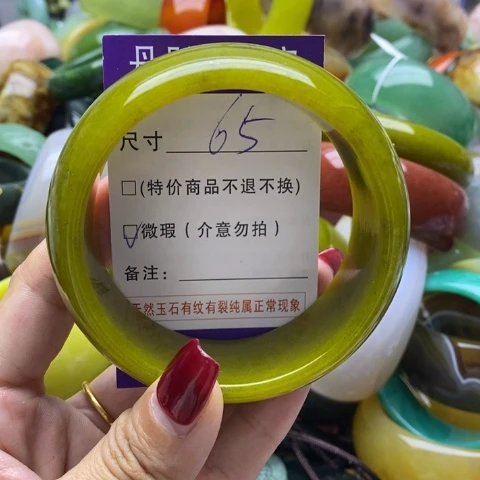 尺寸 65
□(特价商品不退不换)
☑微瑕(介意勿拍)
备注:
天然玉石有纹有裂纯属正常现象